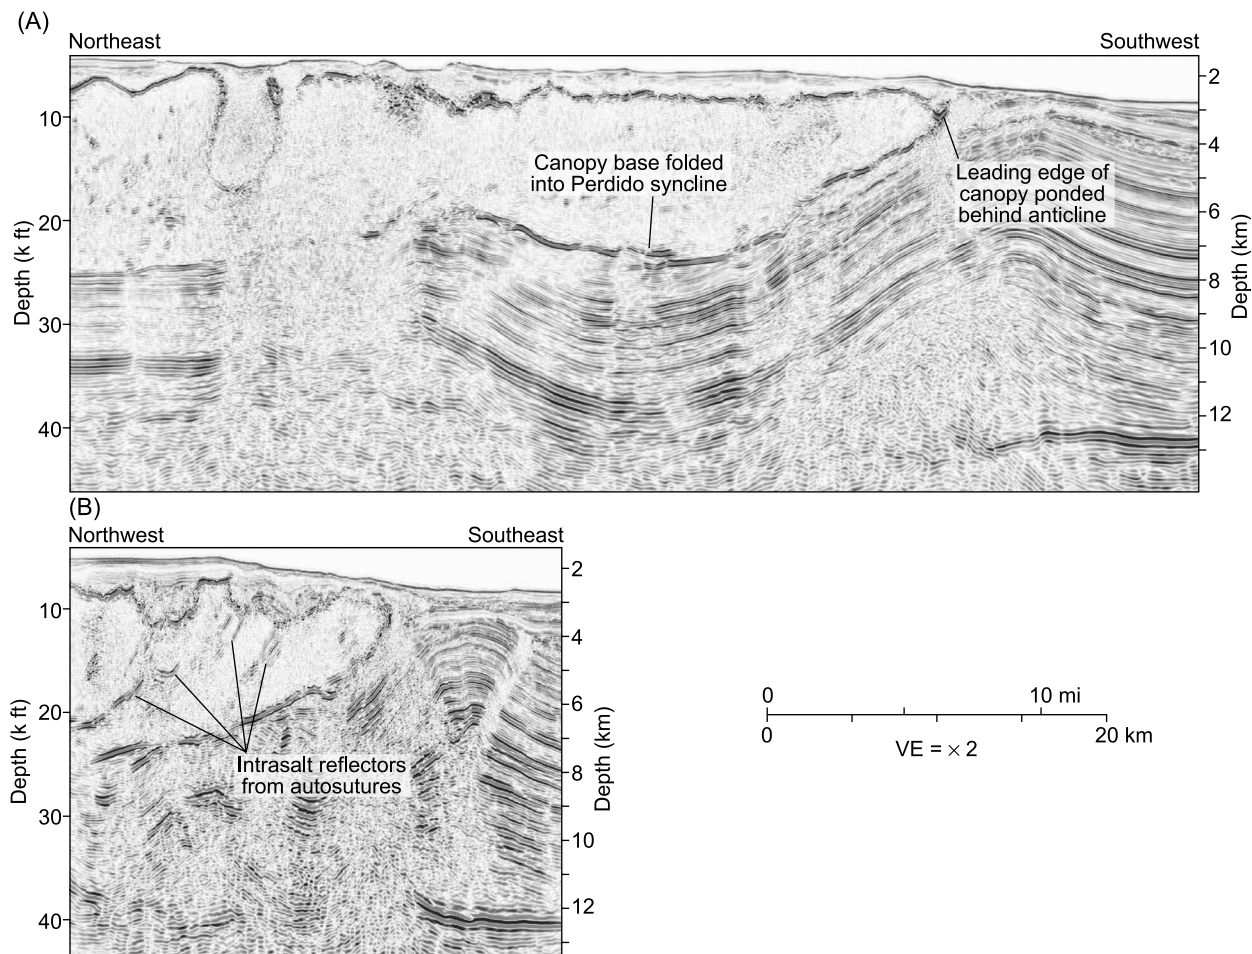 (A)
Northeast
Southwest
Depth (k ft)
10
20
30
40
2
4
6
8
10
12
Depth (km)
Canopy base folded
into Perdido syncline
Leading edge of
canopy ponded
behind anticline
(B)
Northwest
Southeast
Depth (k ft)
10
20
30
40
2
4
6
8
10
12
Depth (km)
Intrasalt reflectors
from autosutures
0
10 mi
0
20 km
VE = × 2